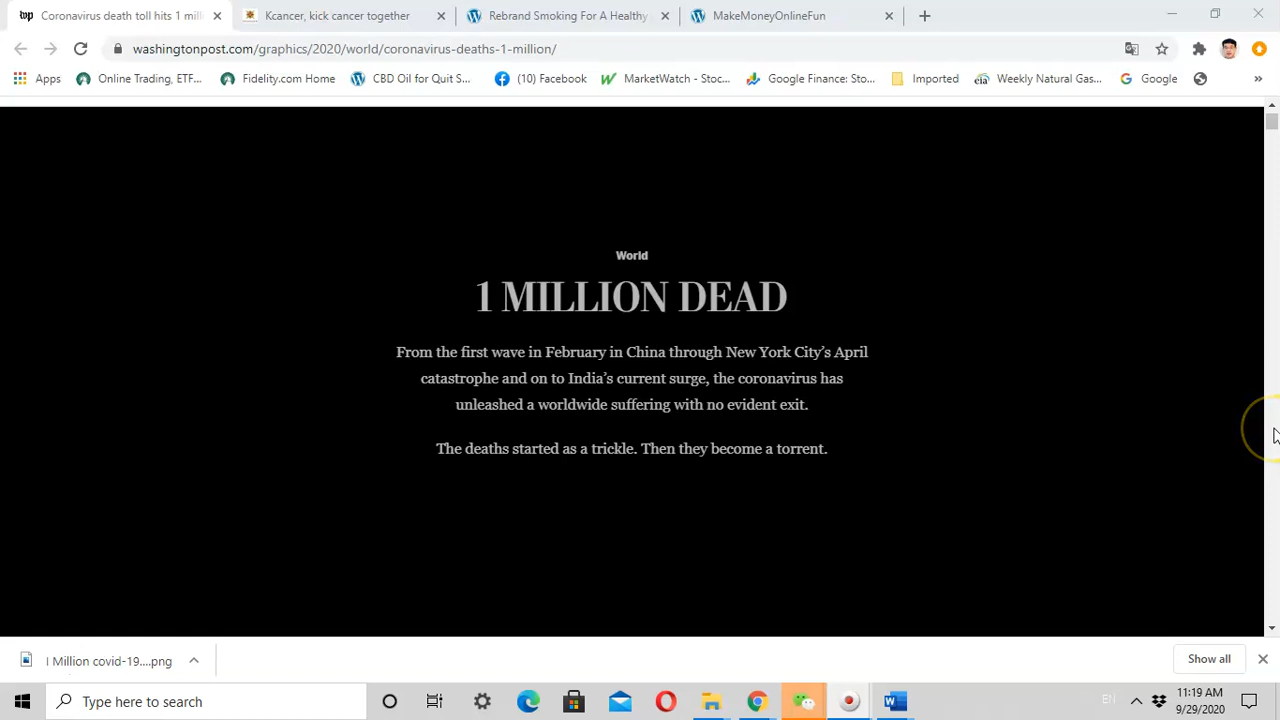 Coronavirus death toll hits 1 mill
Kcancer, kick cancer together
Rebrand Smoking For A Healthy
MakeMoneyOnlineFun
washingtonpost.com/graphics/2020/world/coronavirus-deaths-1-million/
Apps
Online Trading, ETF...
Fidelity.com Home
CBD Oil for Quit S...
(10) Facebook
MarketWatch - Stoc...
Google Finance: Sto...
Imported
eia
Weekly Natural Gas...
Google
»
World
1 MILLION DEAD
From the first wave in February in China through New York City's April
catastrophe and on to India's current surge, the coronavirus has
unleashed a worldwide suffering with no evident exit.
The deaths started as a trickle. Then they become a torrent.
I Million covid-19....png
Show all
Type here to search
EN
11:19 AM
9/29/2020